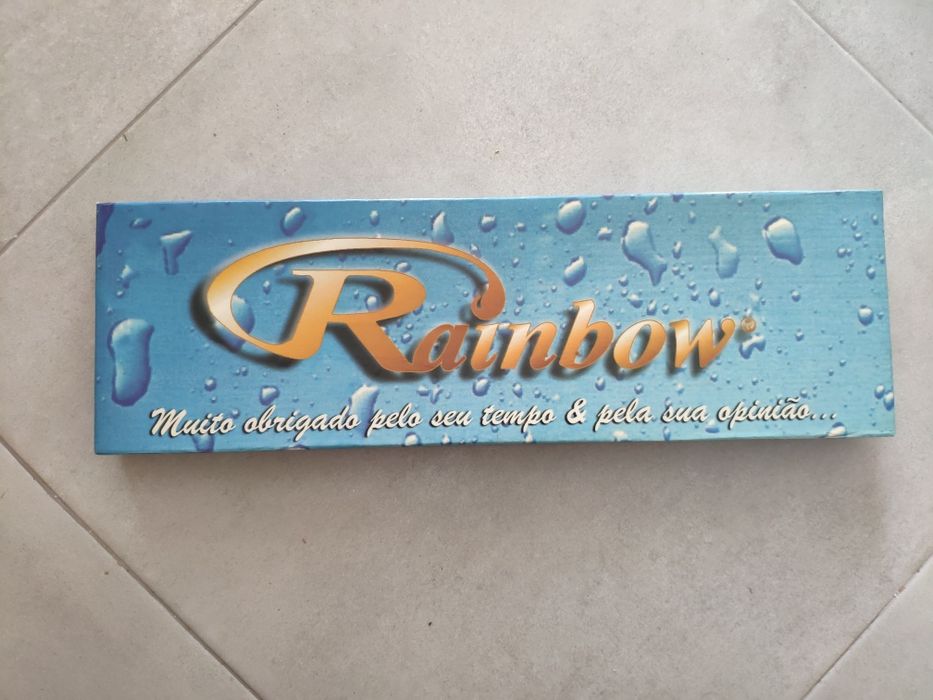 Rainbow®
Muito obrigado pelo seu tempo & pela sua opinião...